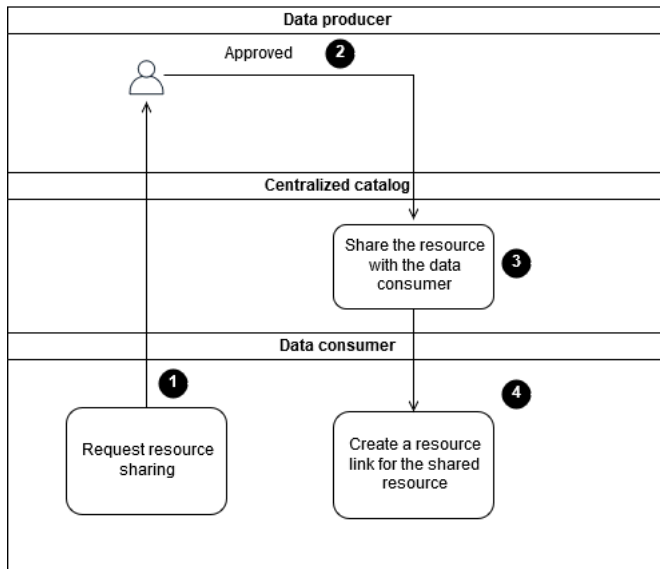 Data producer
Approved
2
Centralized catalog
Share the resource
with the data
consumer
3
Data consumer
1
Request resource
sharing
4
Create a resource
link for the shared
resource